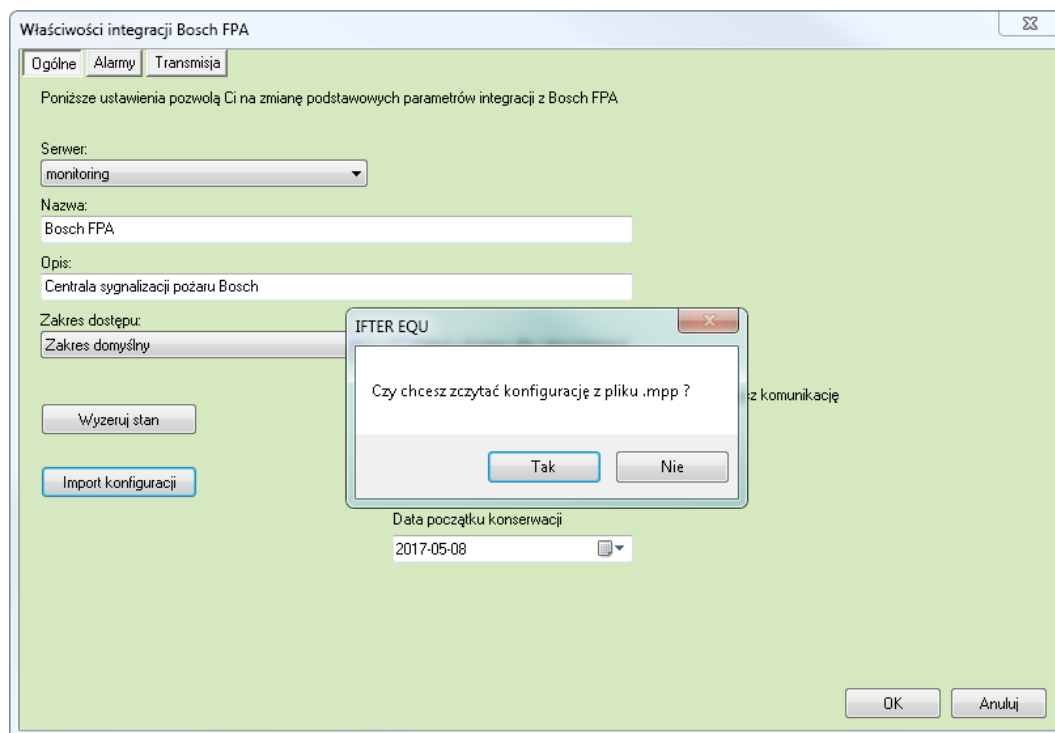 Właściwości integracji Bosch FPA
Ogólne Alarmy Transmisja
Poniższe ustawienia pozwolą Ci na zmianę podstawowych parametrów integracji z Bosch FPA
Serwer:
monitoring
Nazwa:
Bosch FPA
Opis:
Centrala sygnalizacji pożaru Bosch
Zakres dostępu:
Zakres domyślny
IFTER EQU
Czy chcesz zczytać konfigurację z pliku .mpp ?
Tak Nie
komunikację
Wyzeruj stan
Import konfiguracji
Data początku konserwacji
2017-05-08
OK Anuluj